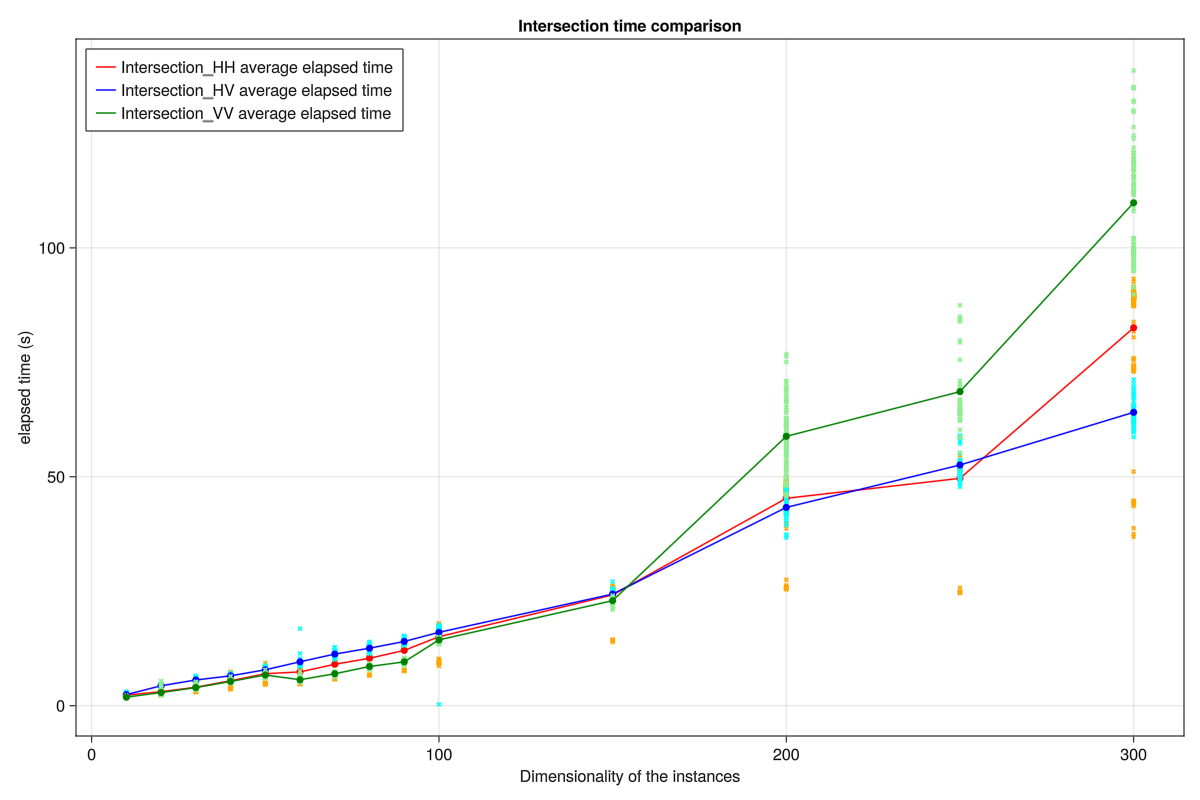 Intersection time comparison
Intersection_HH average elapsed time
Intersection_HV average elapsed time
Intersection_VV average elapsed time
100
50
0
elapsed time (s)
0 100 200 300
Dimensionality of the instances